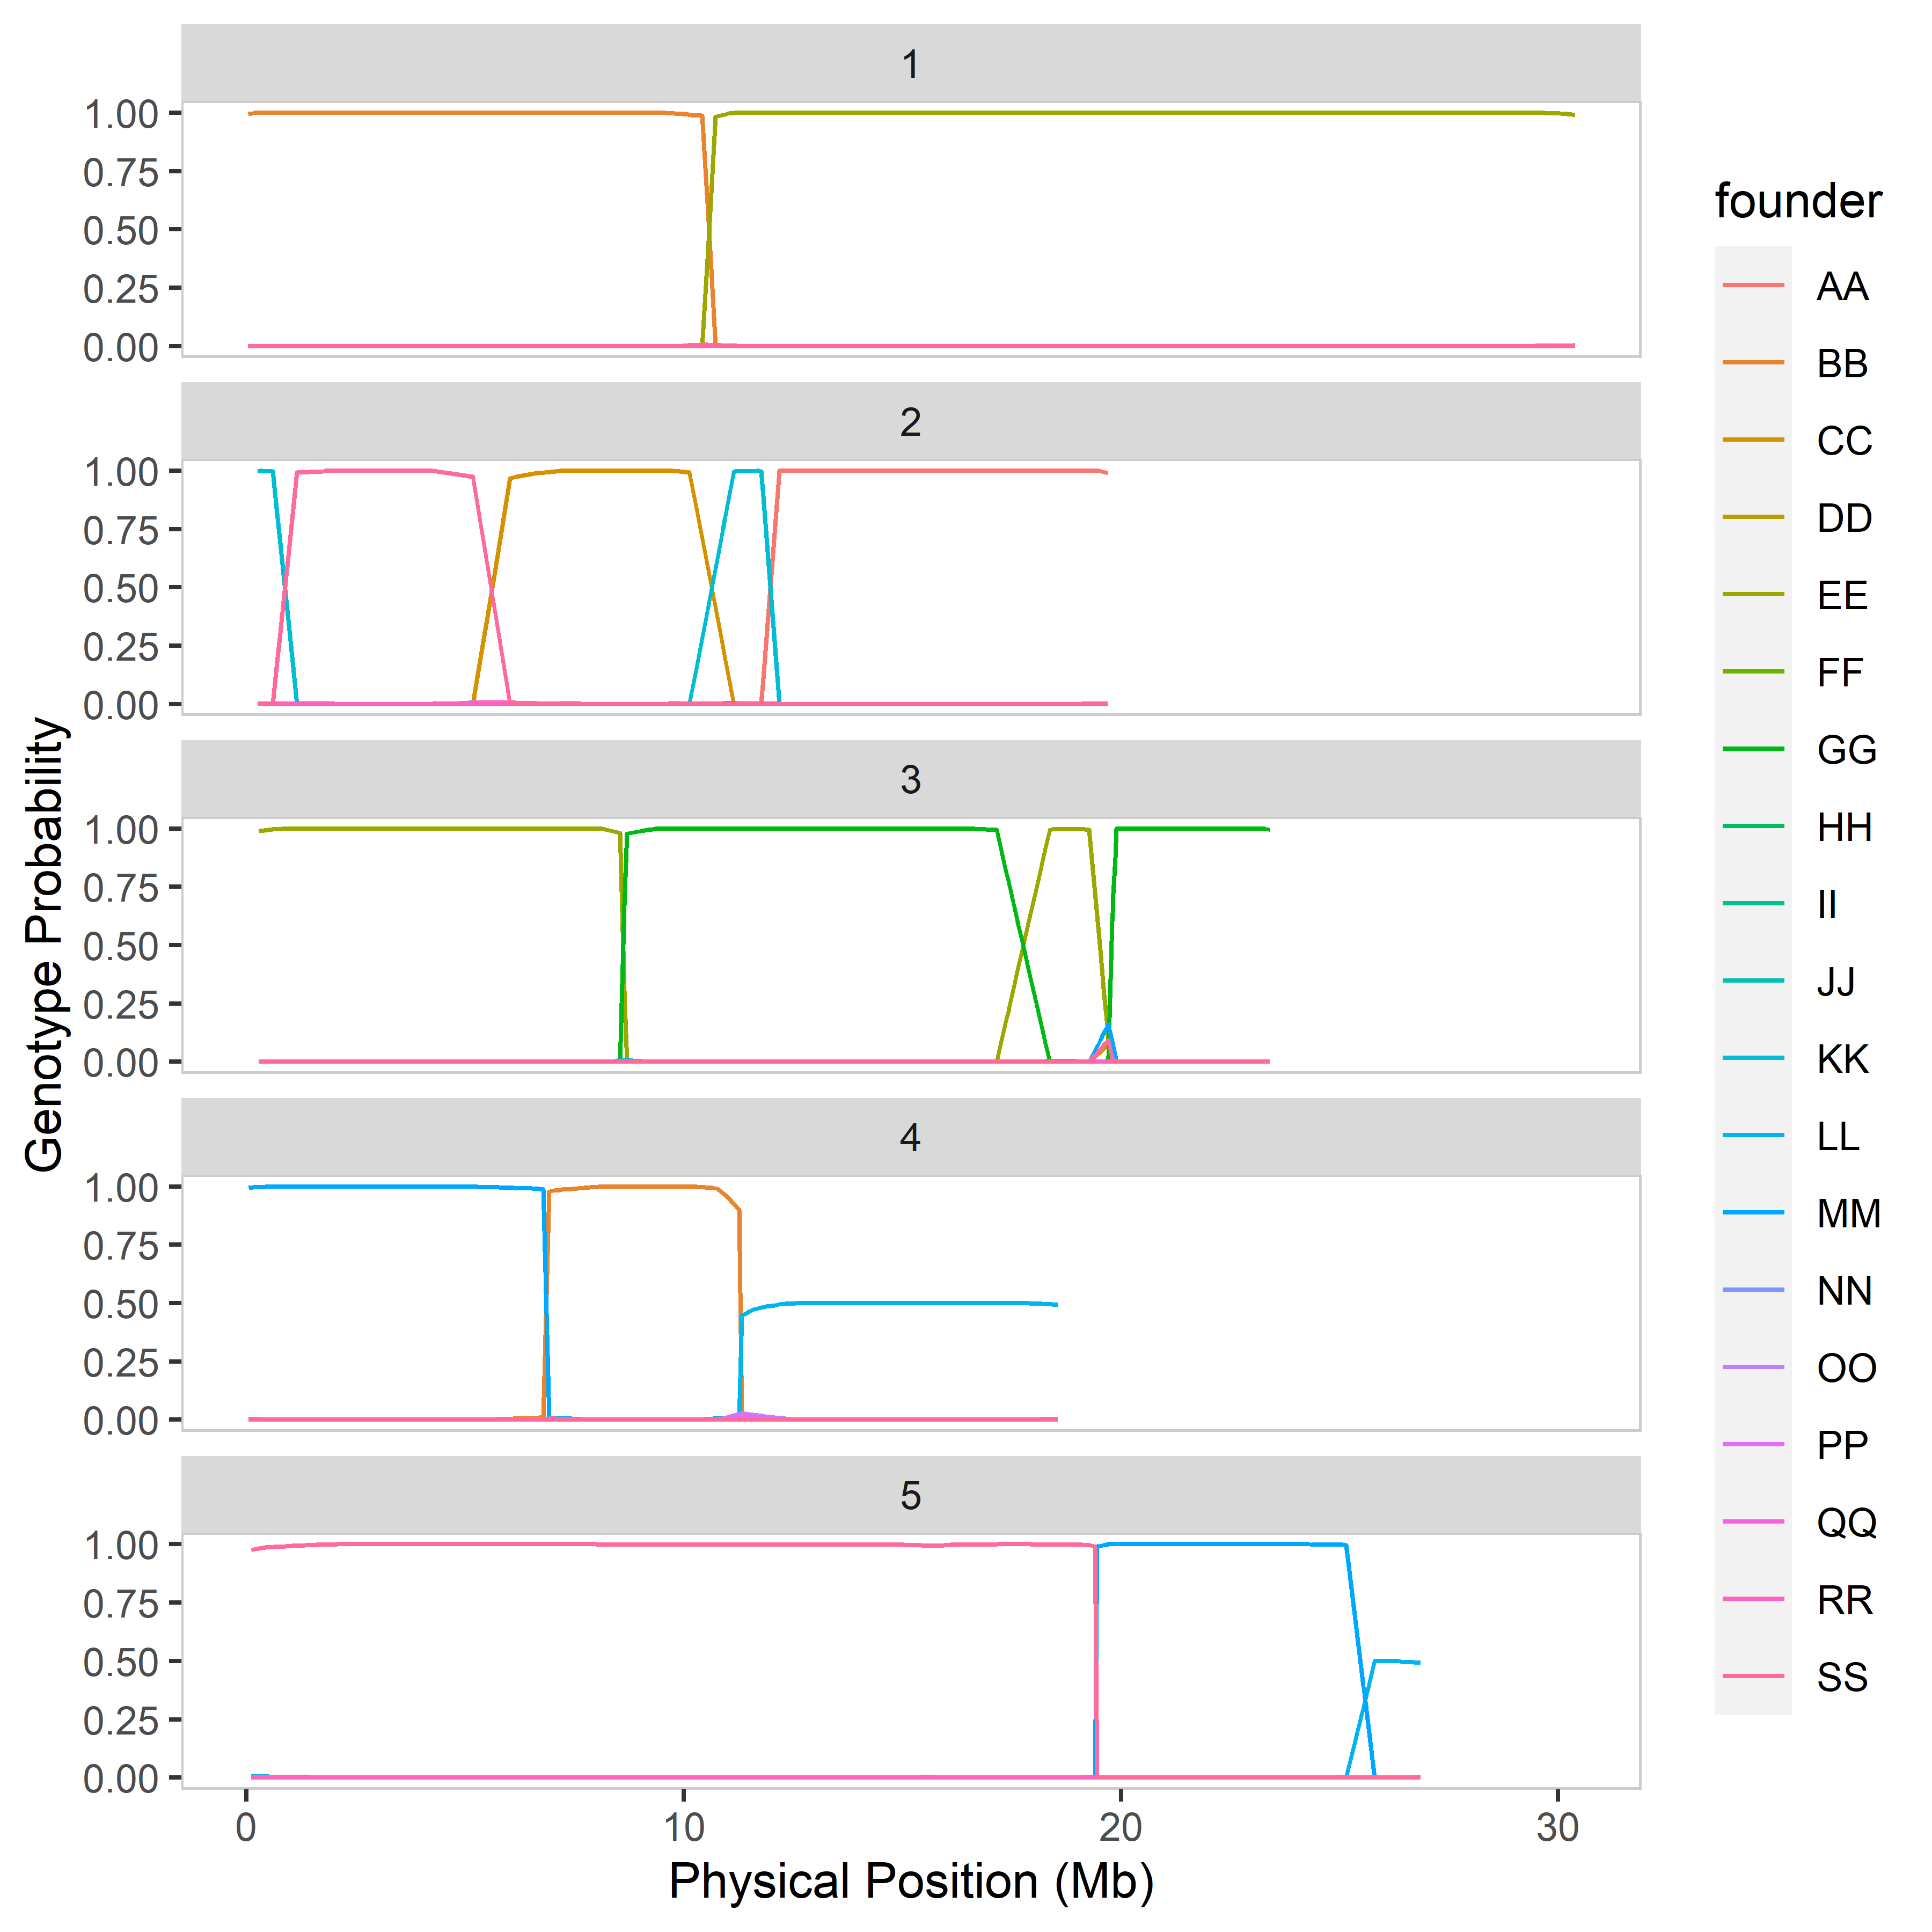 1
1.00
0.75
0.50
0.25
0.00
2
1.00
0.75
0.50
0.25
0.00
3
1.00
0.75
0.50
0.25
0.00
4
1.00
0.75
0.50
0.25
0.00
5
1.00
0.75
0.50
0.25
0.00
0 10 20 30
Physical Position (Mb)
Genotype Probability
founder
AA
BB
CC
DD
EE
FF
GG
HH
II
JJ
KK
LL
MM
NN
OO
PP
QQ
RR
SS